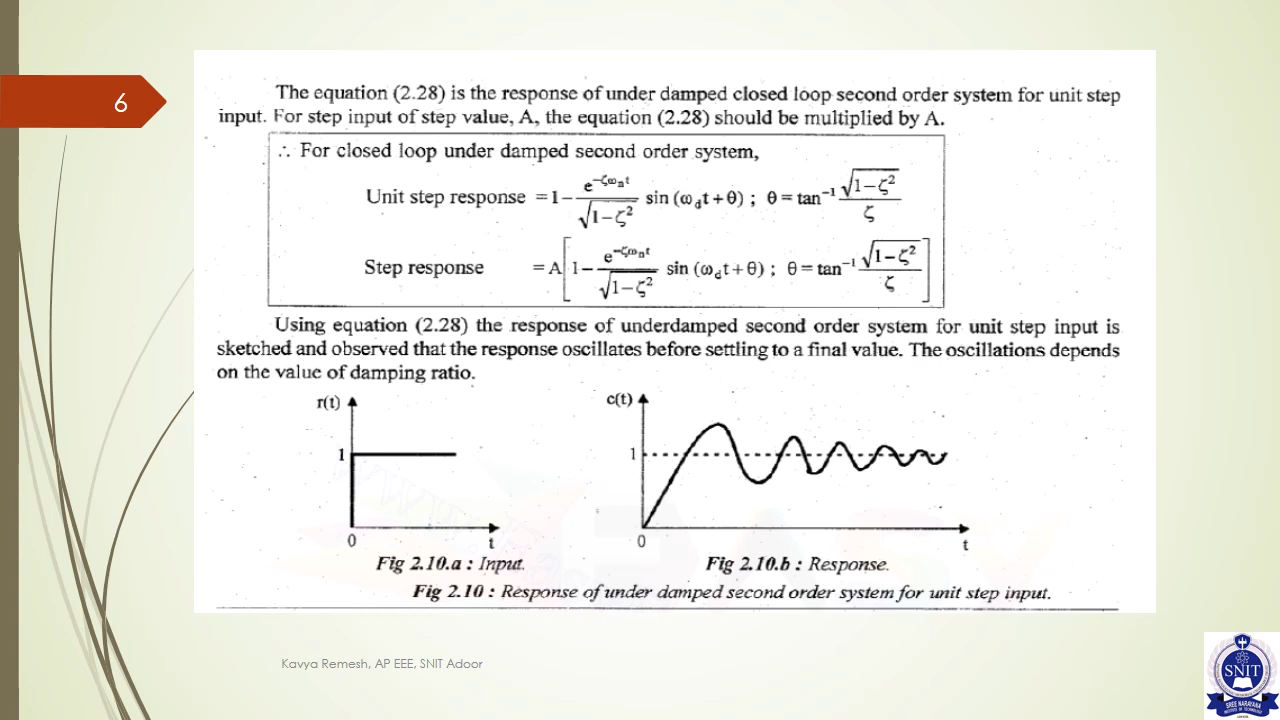 6
The equation (2.28) is the response of under damped closed loop second order system for unit step
input. For step input of step value, A, the equation (2.28) should be multiplied by A.
∴ For closed loop under damped second order system,
Unit step response = 1 − e^{−ζω_n t} / √(1−ζ²) sin (ω_d t + θ) ; θ = tan⁻¹ √(1−ζ²) / ζ
Step response = A [ 1 − e^{−ζω_n t} / √(1−ζ²) sin (ω_d t + θ) ; θ = tan⁻¹ √(1−ζ²) / ζ ]
Using equation (2.28) the response of underdamped second order system for unit step input is
sketched and observed that the response oscillates before settling to a final value. The oscillations depends
on the value of damping ratio.
r(t)
1
0
t
Fig 2.10.a : Input.
c(t)
1
0
t
Fig 2.10.b : Response.
Fig 2.10 : Response of under damped second order system for unit step input.
Kavya Remesh, AP EEE, SNIT Adoor
SNIT
SREE NARAYANA
INSTITUTE OF TECHNOLOGY